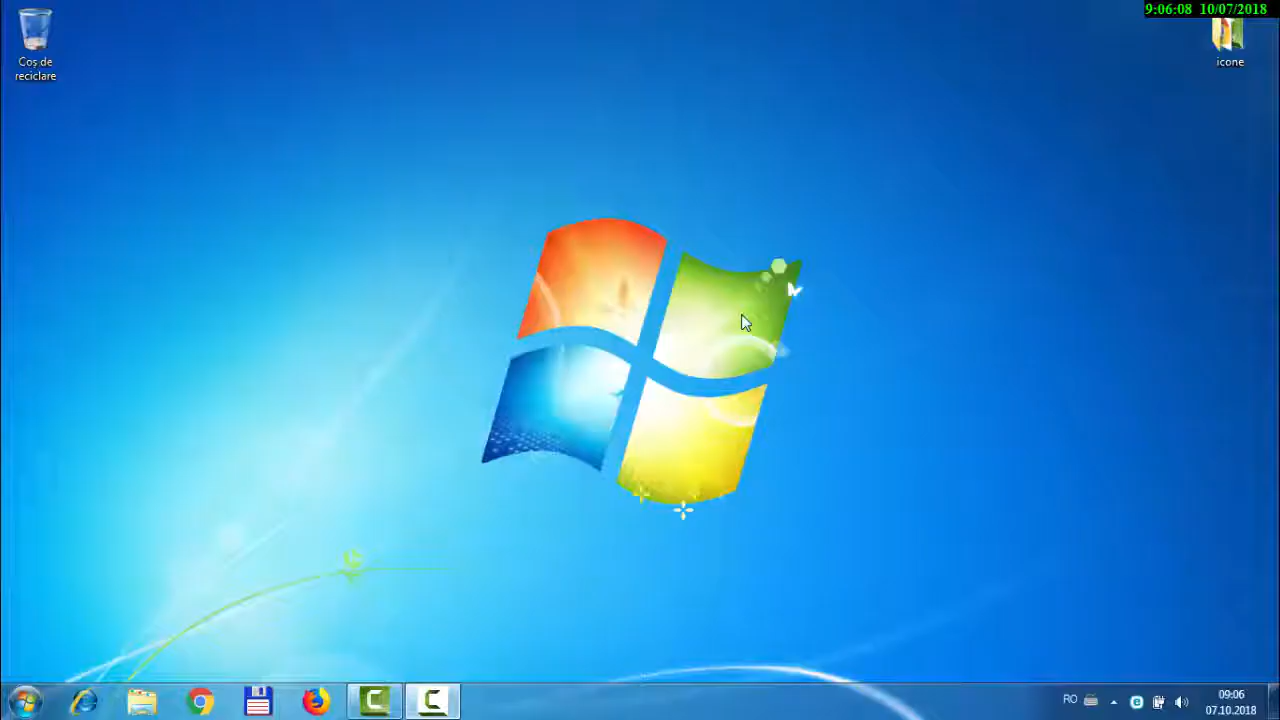 9:06:08 10/07/2018
Coș de
reciclare
icone
RO
09:06
07.10.2018